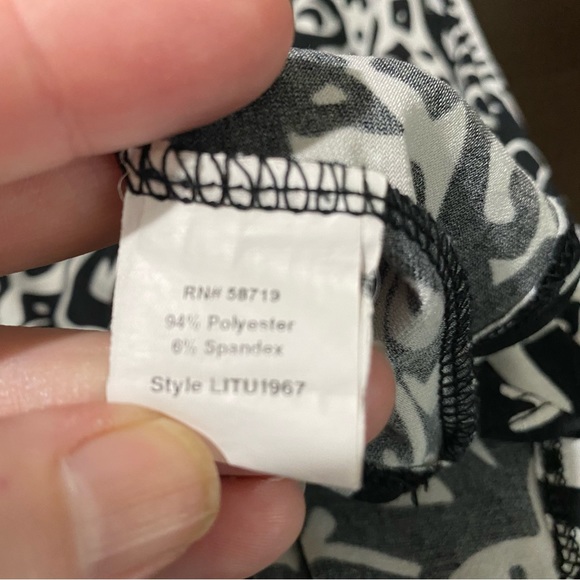 RN# 58719
94% Polyester
6% Spandex
Style LITU1967